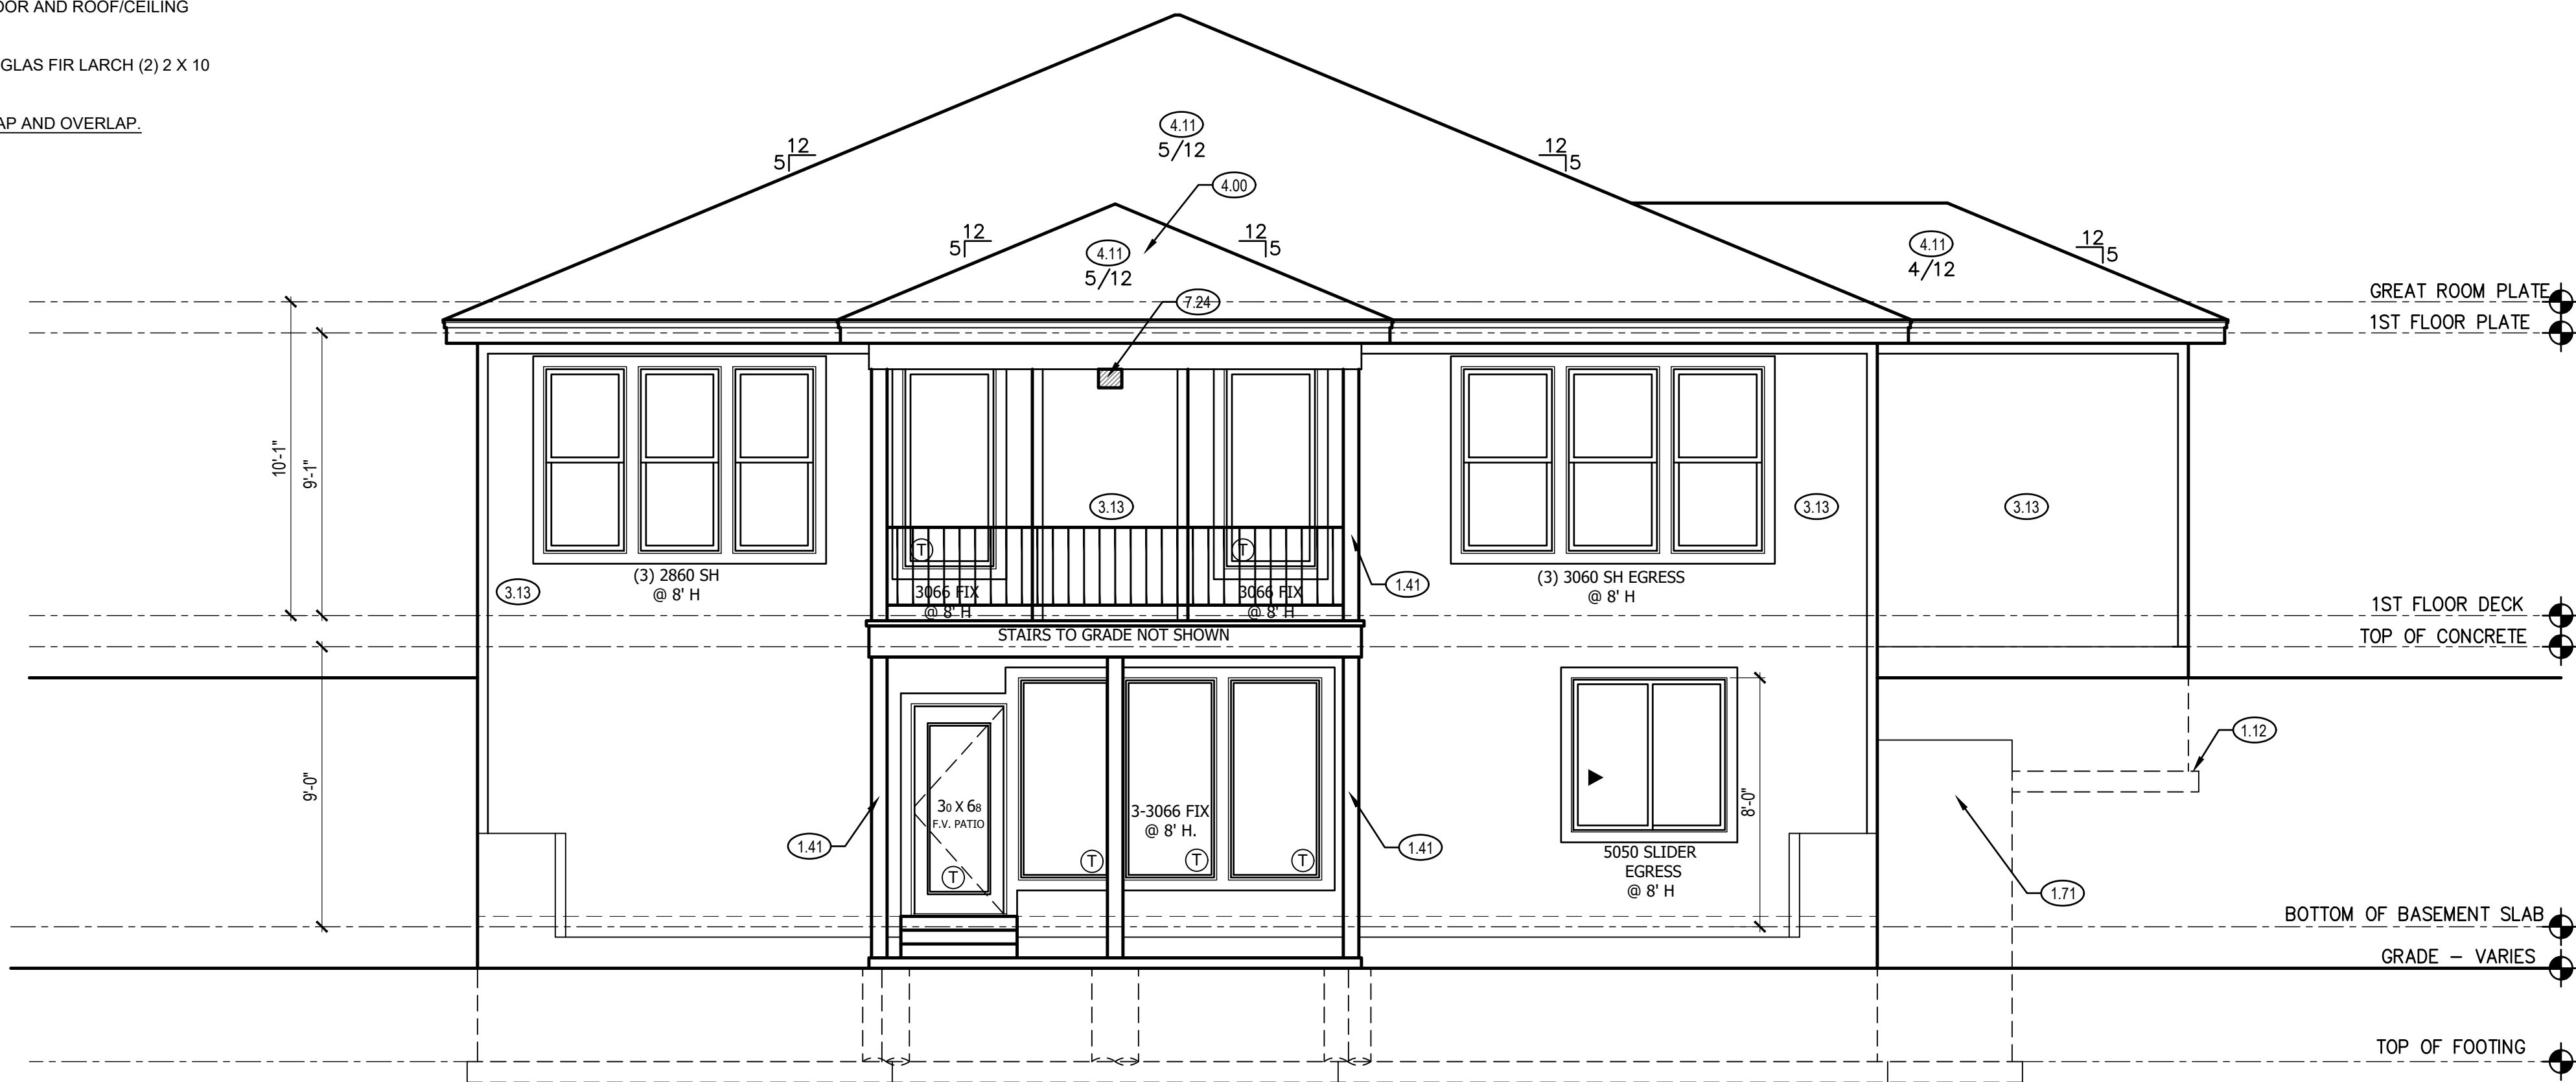 OOR AND ROOF/CEILING
GLAS FIR LARCH (2) 2 X 10
AP AND OVERLAP.
4.11
5/12
12
5
12
5
4.00
12
5
12
5
4.11
5/12
12
5
4.11
4/12
7.24
GREAT ROOM PLATE
1ST FLOOR PLATE
10'-1"
9'-1"
3.13
3.13
3.13
(3) 2860 SH
@ 8' H
3.13
T
T
3066 FIX
@ 8' H
3066 FIX
@ 8' H
1.41
(3) 3060 SH EGRESS
@ 8' H
1ST FLOOR DECK
STAIRS TO GRADE NOT SHOWN
TOP OF CONCRETE
1.12
9'-0"
30 X 68
F.V. PATIO
3-3066 FIX
@ 8' H.
8'-0"
1.41
1.41
T
T
T
T
5050 SLIDER
EGRESS
@ 8' H
1.71
BOTTOM OF BASEMENT SLAB
GRADE - VARIES
TOP OF FOOTING